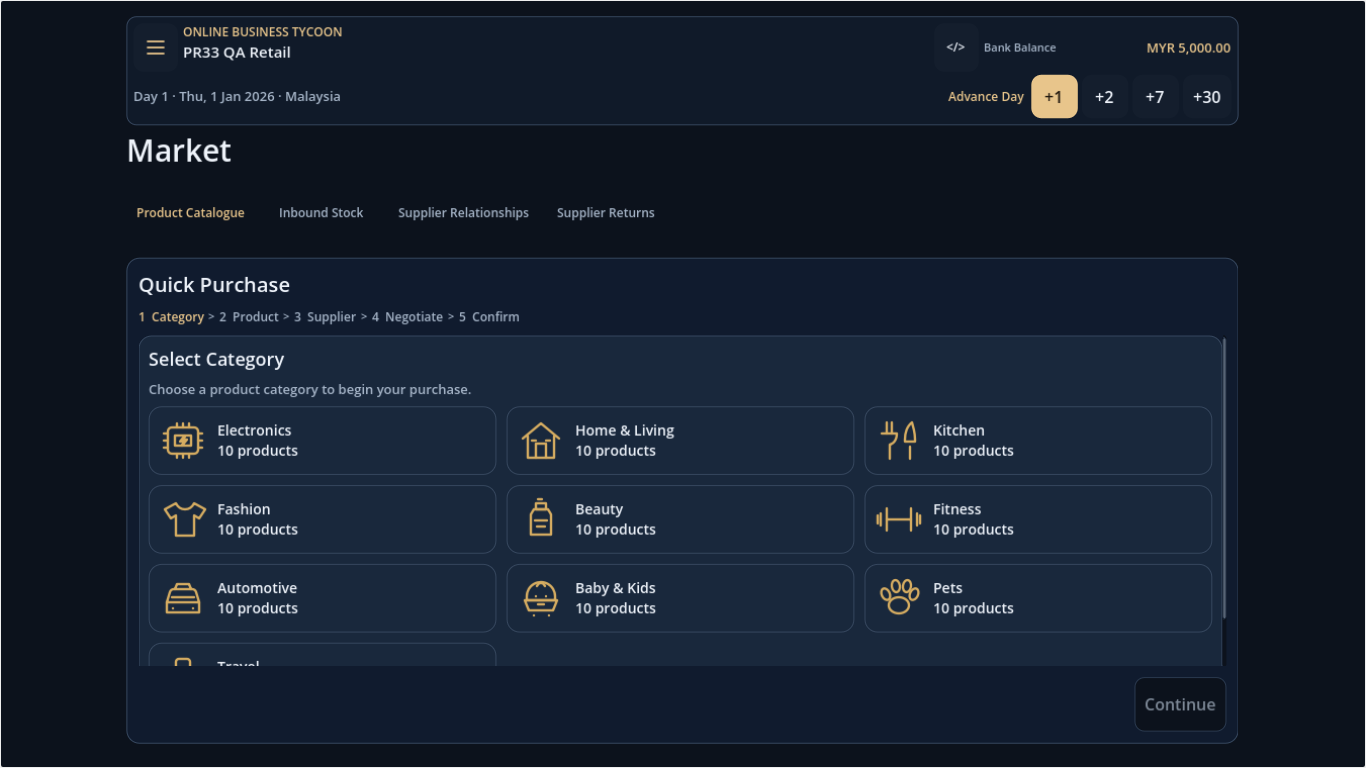 ONLINE BUSINESS TYCOON
PR33 QA Retail
</> Bank Balance MYR 5,000.00
Day 1 · Thu, 1 Jan 2026 · Malaysia
Advance Day +1 +2 +7 +30
Market
Product Catalogue Inbound Stock Supplier Relationships Supplier Returns
Quick Purchase
1 Category > 2 Product > 3 Supplier > 4 Negotiate > 5 Confirm
Select Category
Choose a product category to begin your purchase.
Electronics
10 products
Home & Living
10 products
Kitchen
10 products
Fashion
10 products
Beauty
10 products
Fitness
10 products
Automotive
10 products
Baby & Kids
10 products
Pets
10 products
Travel
Continue